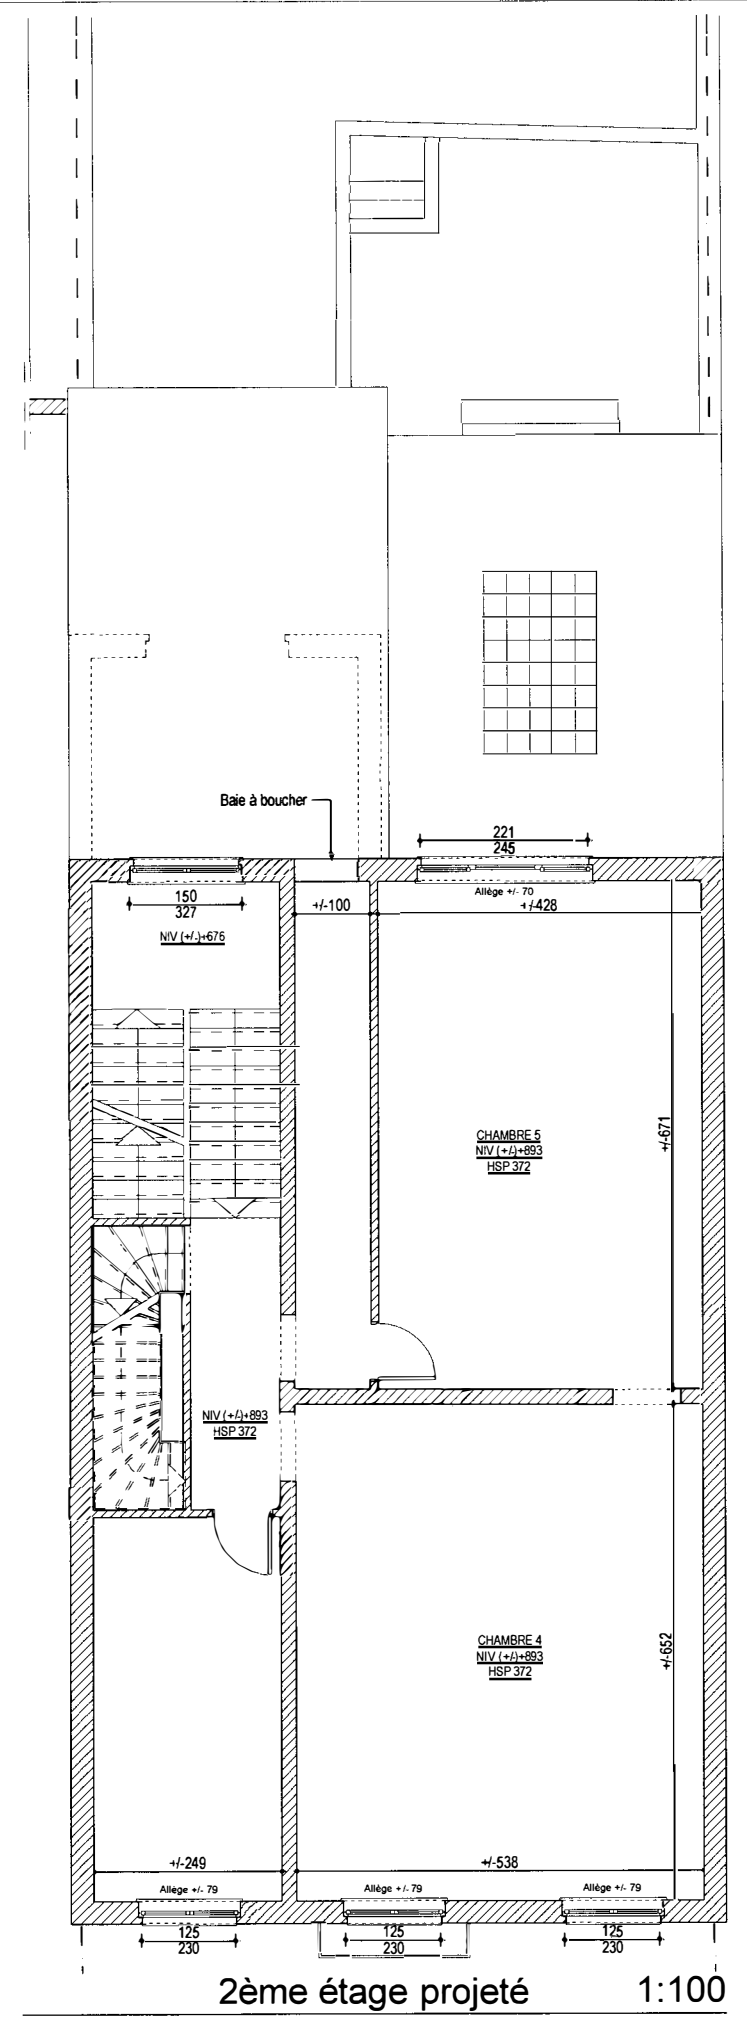 Baie à boucher
221
245
Allège +/- 70
150
327
+/-100
+/-428
NIV (+/-)+676
CHAMBRE 5
NIV (+/-)+893
HSP 372
+/-671
NIV (+/-)+893
HSP 372
CHAMBRE 4
NIV (+/-)+893
HSP 372
+/-652
+/-249
+/-538
Allège +/- 79
Allège +/- 79
Allège +/- 79
125
230
125
230
125
230
2ème étage projeté 1:100